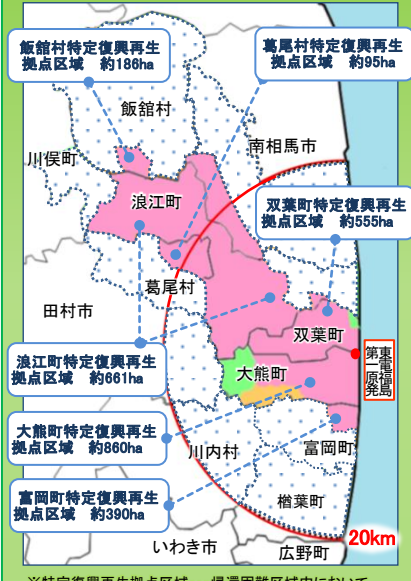 飯舘村特定復興再生
拠点区域　約186ha
葛尾村特定復興再生
拠点区域　約95ha
飯舘村
南相馬市
川俣町
浪江町
双葉町特定復興再生
拠点区域　約555ha
葛尾村
田村市
双葉町
浪江町特定復興再生
拠点区域　約661ha
大熊町
東電福島
第一原発
大熊町特定復興再生
拠点区域　約860ha
川内村
富岡町
富岡町特定復興再生
拠点区域　約390ha
楢葉町
20km
いわき市
広野町